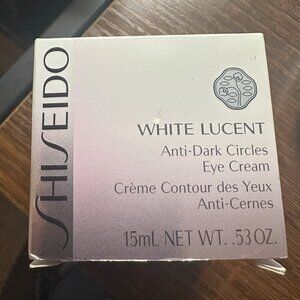 SHISEIDO
WHITE LUCENT
Anti-Dark Circles
Eye Cream
Crème Contour des Yeux
Anti-Cernes
15mL NET WT. .53 OZ.